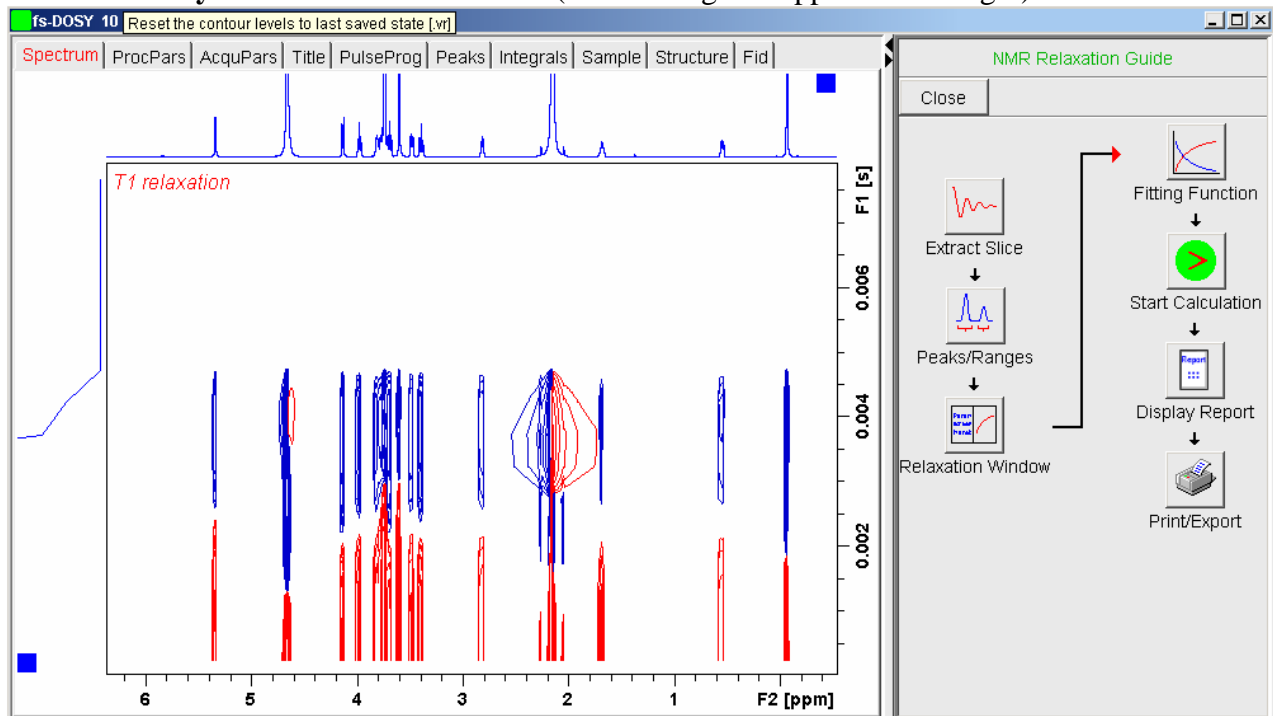 fs-DOSY 10
Reset the contour levels to last saved state [.vr]
Spectrum ProcPars AcquPars Title PulseProg Peaks Integrals Sample Structure Fid
T1 relaxation
F1 [s]
0.006
0.004
0.002
6 5 4 3 2 1 F2 [ppm]
NMR Relaxation Guide
Close
Extract Slice
Peaks/Ranges
Relaxation Window
Fitting Function
Start Calculation
Report
Display Report
Print/Export